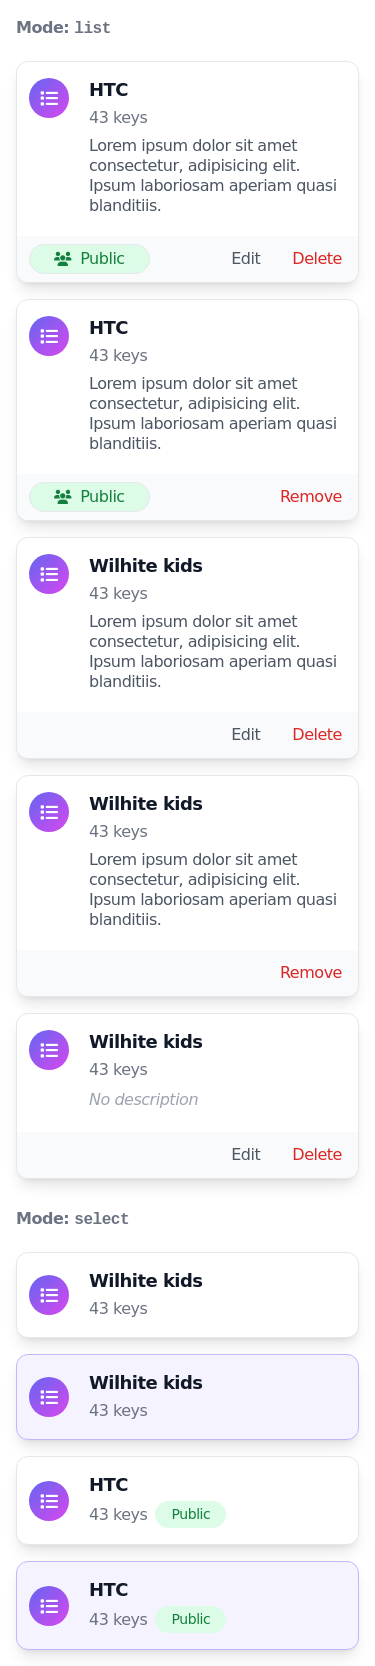 Mode: list
HTC
43 keys
Lorem ipsum dolor sit amet
consectetur, adipisicing elit.
Ipsum laboriosam aperiam quasi
blanditiis.
Public Edit Delete
HTC
43 keys
Lorem ipsum dolor sit amet
consectetur, adipisicing elit.
Ipsum laboriosam aperiam quasi
blanditiis.
Public Remove
Wilhite kids
43 keys
Lorem ipsum dolor sit amet
consectetur, adipisicing elit.
Ipsum laboriosam aperiam quasi
blanditiis.
Edit Delete
Wilhite kids
43 keys
Lorem ipsum dolor sit amet
consectetur, adipisicing elit.
Ipsum laboriosam aperiam quasi
blanditiis.
Remove
Wilhite kids
43 keys
No description
Edit Delete
Mode: select
Wilhite kids
43 keys
Wilhite kids
43 keys
HTC
43 keys Public
HTC
43 keys Public